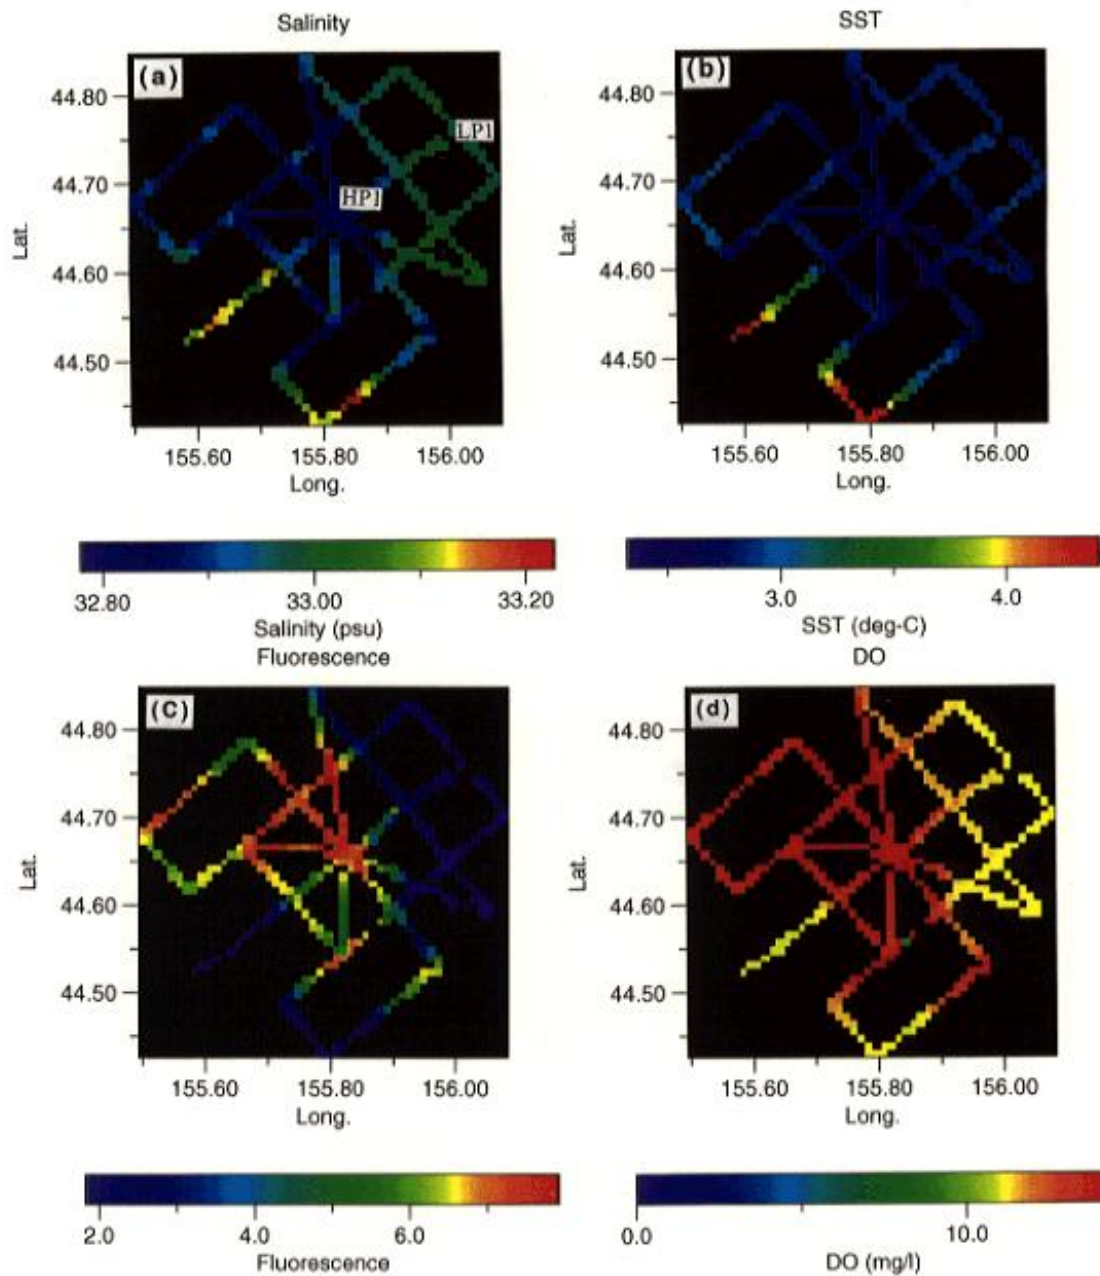 Salinity
SST
(a)
(b)
LP1
HP1
44.80
44.70
44.60
44.50
Lat.
155.60
155.80
156.00
Long.
44.80
44.70
44.60
44.50
Lat.
155.60
155.80
156.00
Long.
32.80
33.00
33.20
Salinity (psu)
3.0
4.0
SST (deg-C)
Fluorescence
DO
(C)
(d)
44.80
44.70
44.60
44.50
Lat.
155.60
155.80
156.00
Long.
44.80
44.70
44.60
44.50
Lat.
155.60
155.80
156.00
Long.
2.0
4.0
6.0
Fluorescence
0.0
10.0
DO (mg/l)